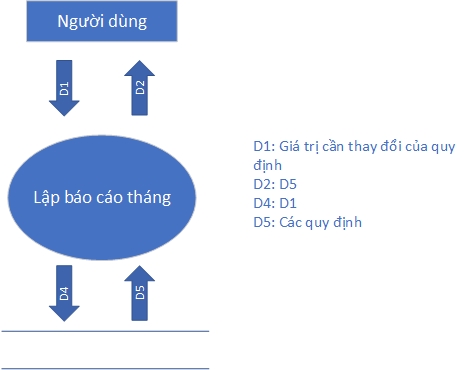 Người dùng
D1
D2
Lập báo cáo tháng
D1: Giá trị cần thay đổi của quy
định
D2: D5
D4: D1
D5: Các quy định
D4
D5